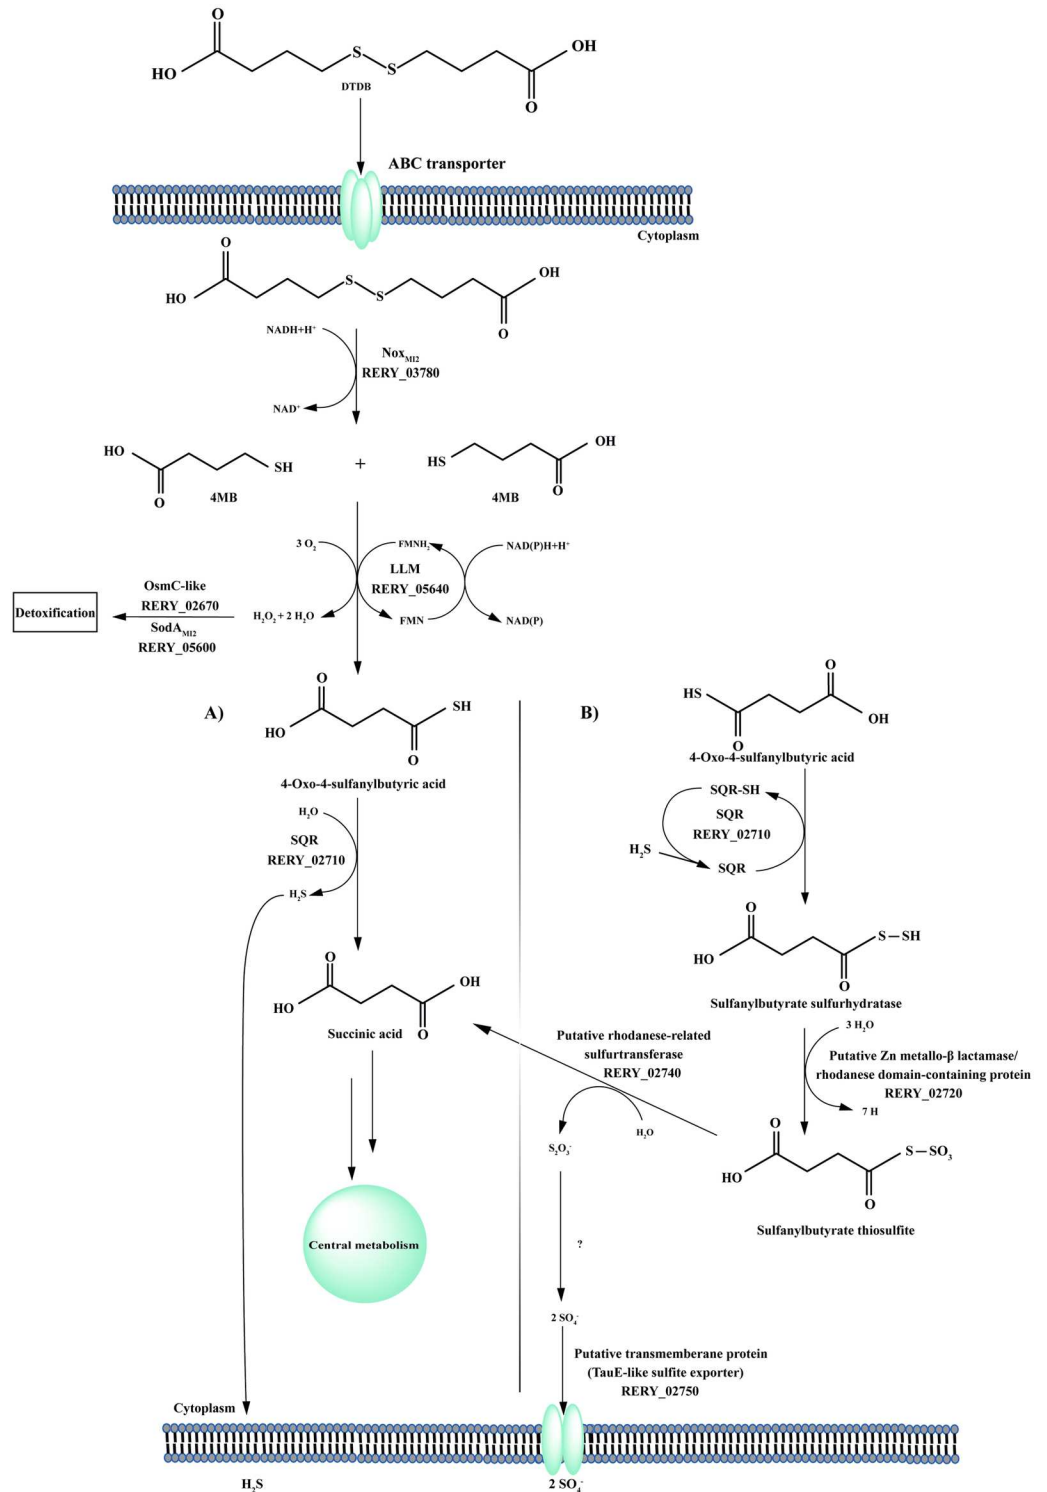 O
HO
S
S
OH
O
DTDB
ABC transporter
Cytoplasm
O
HO
S
S
OH
O
NADH+H⁺
Nox_MI2
RERY_03780
NAD⁺
HO
O
SH
4MB
+
HS
OH
O
4MB
3 O₂
FMNH₂
NAD(P)H+H⁺
LLM
RERY_05640
H₂O₂ + 2 H₂O
FMN
NAD(P)
OsmC-like
RERY_02670
SodA_MI2
RERY_05600
Detoxification
A)
O
HO
SH
O
4-Oxo-4-sulfanylbutyric acid
H₂O
SQR
RERY_02710
H₂S
O
HO
OH
O
Succinic acid
Central metabolism
B)
HS
O
O
OH
4-Oxo-4-sulfanylbutyric acid
SQR-SH
SQR
RERY_02710
H₂S
SQR
O
HO
S–SH
O
Sulfanylbutyrate sulfurhydratase
3 H₂O
Putative Zn metallo-β lactamase/
rhodanese domain-containing protein
RERY_02720
7 H
O
HO
S–SO₃
O
Sulfanylbutyrate thiosulfite
Putative rhodanese-related
sulfurtransferase
RERY_02740
H₂O
S₂O₃⁻
?
2 SO₄⁻
Putative transmemberane protein
(TauE-like sulfite exporter)
RERY_02750
Cytoplasm
H₂S
2 SO₄⁻